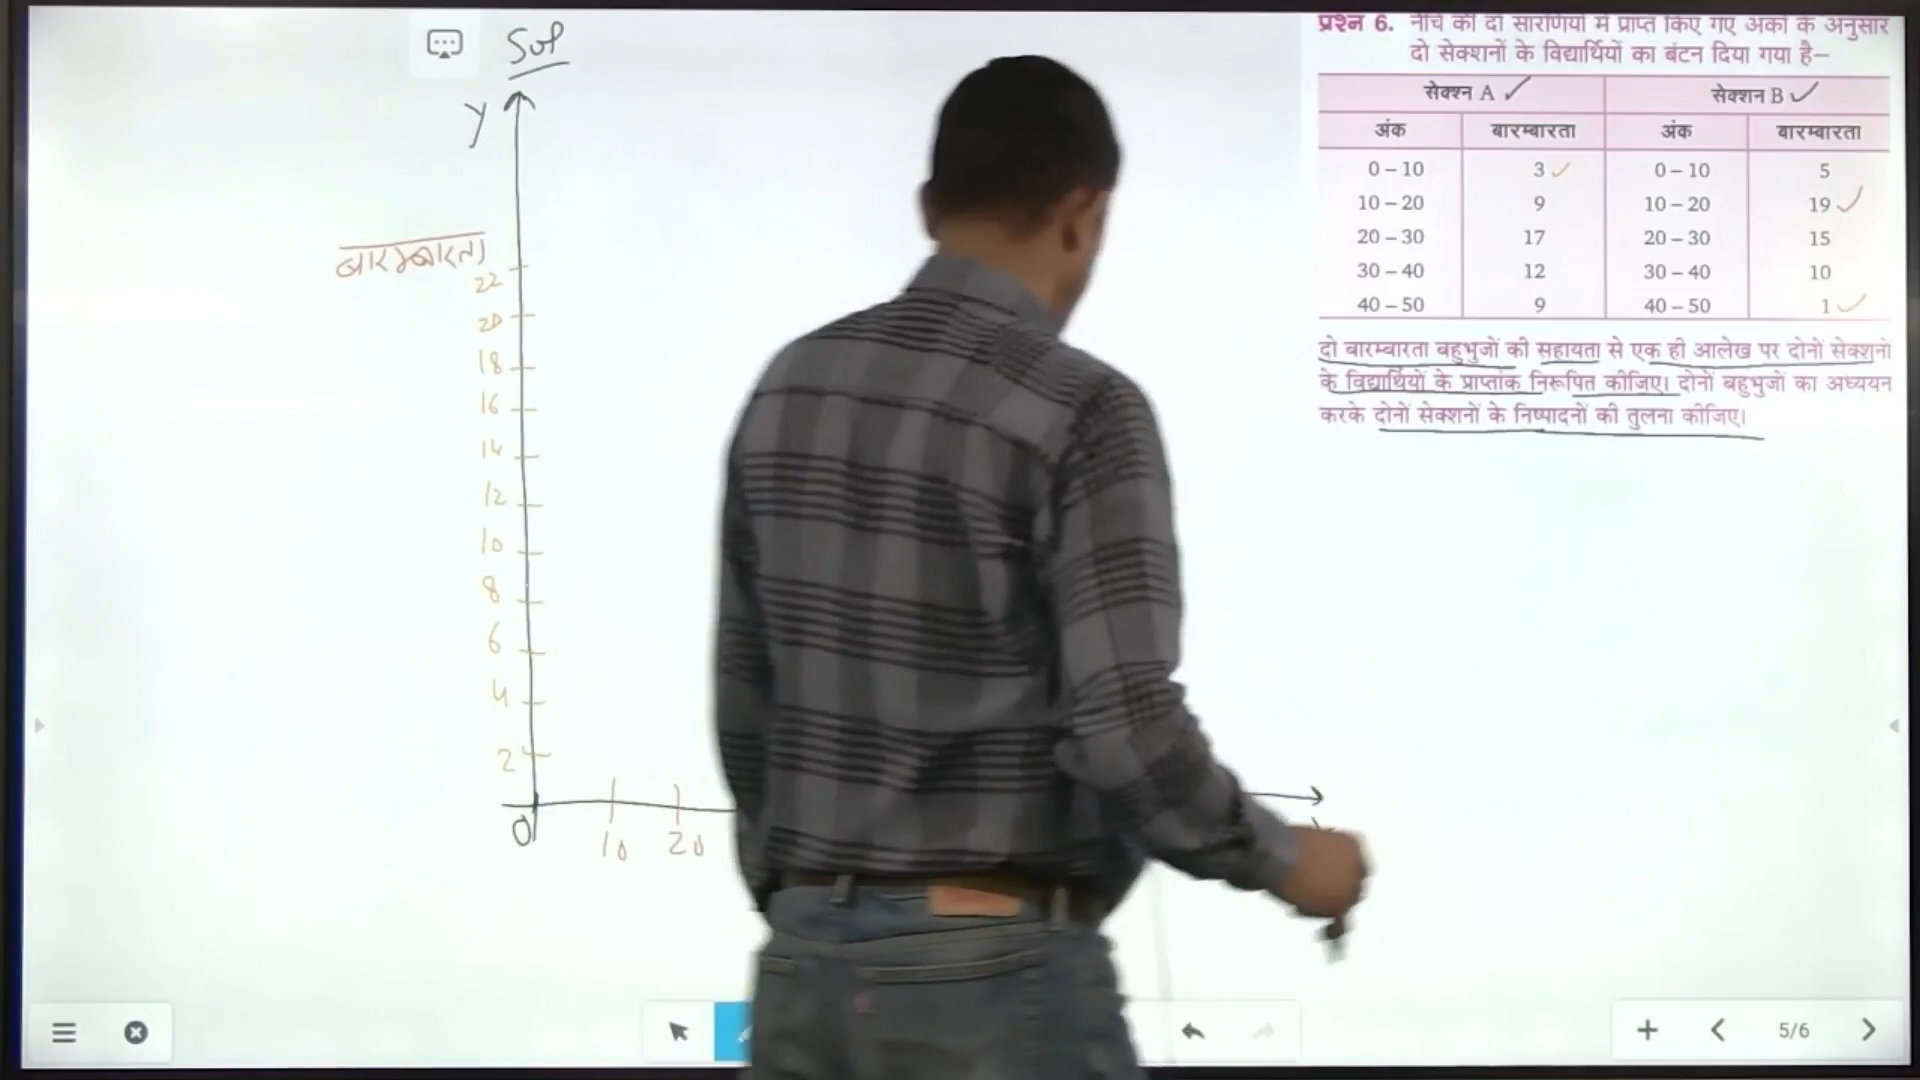 Sol
Y
बारम्बारता
22
20
18
16
14
12
10
8
6
4
2
0
10 20
प्रश्न 6. नीचे की दो सारणियों में प्राप्त किए गए अंकों के अनुसार
दो सेक्शनों के विद्यार्थियों का बंटन दिया गया है–
सेक्शन A ✓ सेक्शन B ✓
अंक बारम्बारता अंक बारम्बारता
0 – 10 3 ✓ 0 – 10 5
10 – 20 9 10 – 20 19 ✓
20 – 30 17 20 – 30 15
30 – 40 12 30 – 40 10
40 – 50 9 40 – 50 1 ✓
दो बारम्बारता बहुभुजों की सहायता से एक ही आलेख पर दोनों सेक्शनों
के विद्यार्थियों के प्राप्तांक निरूपित कीजिए। दोनों बहुभुजों का अध्ययन
करके दोनों सेक्शनों के निष्पादनों की तुलना कीजिए।
5/6